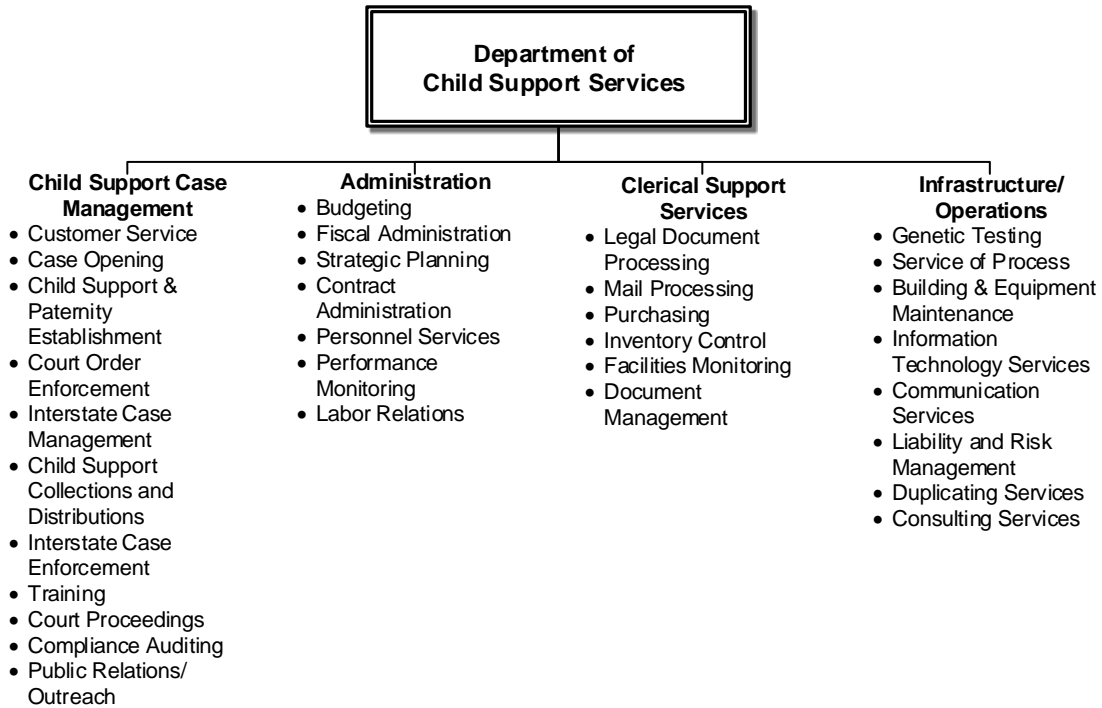 Department of
Child Support Services
Child Support Case
Management
• Customer Service
• Case Opening
• Child Support &
Paternity
Establishment
• Court Order
Enforcement
• Interstate Case
Management
• Child Support
Collections and
Distributions
• Interstate Case
Enforcement
• Training
• Court Proceedings
• Compliance Auditing
• Public Relations/
Outreach
Administration
• Budgeting
• Fiscal Administration
• Strategic Planning
• Contract
Administration
• Personnel Services
• Performance
Monitoring
• Labor Relations
Clerical Support
Services
• Legal Document
Processing
• Mail Processing
• Purchasing
• Inventory Control
• Facilities Monitoring
• Document
Management
Infrastructure/
Operations
• Genetic Testing
• Service of Process
• Building & Equipment
Maintenance
• Information
Technology Services
• Communication
Services
• Liability and Risk
Management
• Duplicating Services
• Consulting Services